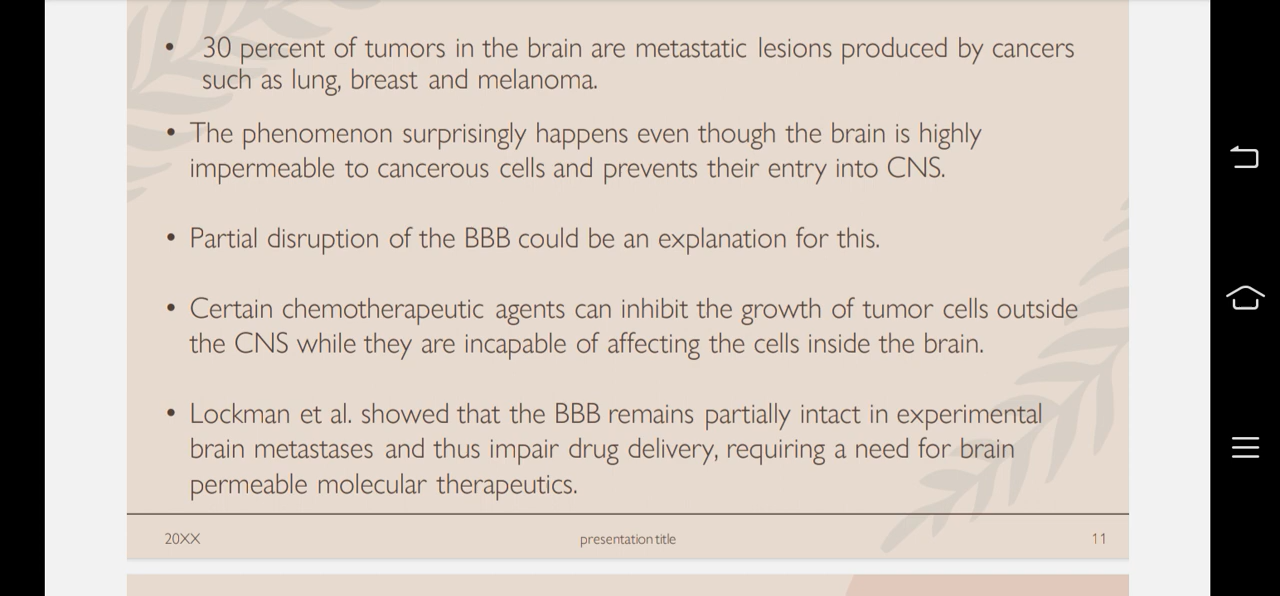 • 30 percent of tumors in the brain are metastatic lesions produced by cancers
such as lung, breast and melanoma.
• The phenomenon surprisingly happens even though the brain is highly
impermeable to cancerous cells and prevents their entry into CNS.
• Partial disruption of the BBB could be an explanation for this.
• Certain chemotherapeutic agents can inhibit the growth of tumor cells outside
the CNS while they are incapable of affecting the cells inside the brain.
• Lockman et al. showed that the BBB remains partially intact in experimental
brain metastases and thus impair drug delivery, requiring a need for brain
permeable molecular therapeutics.
20XX presentation title 11